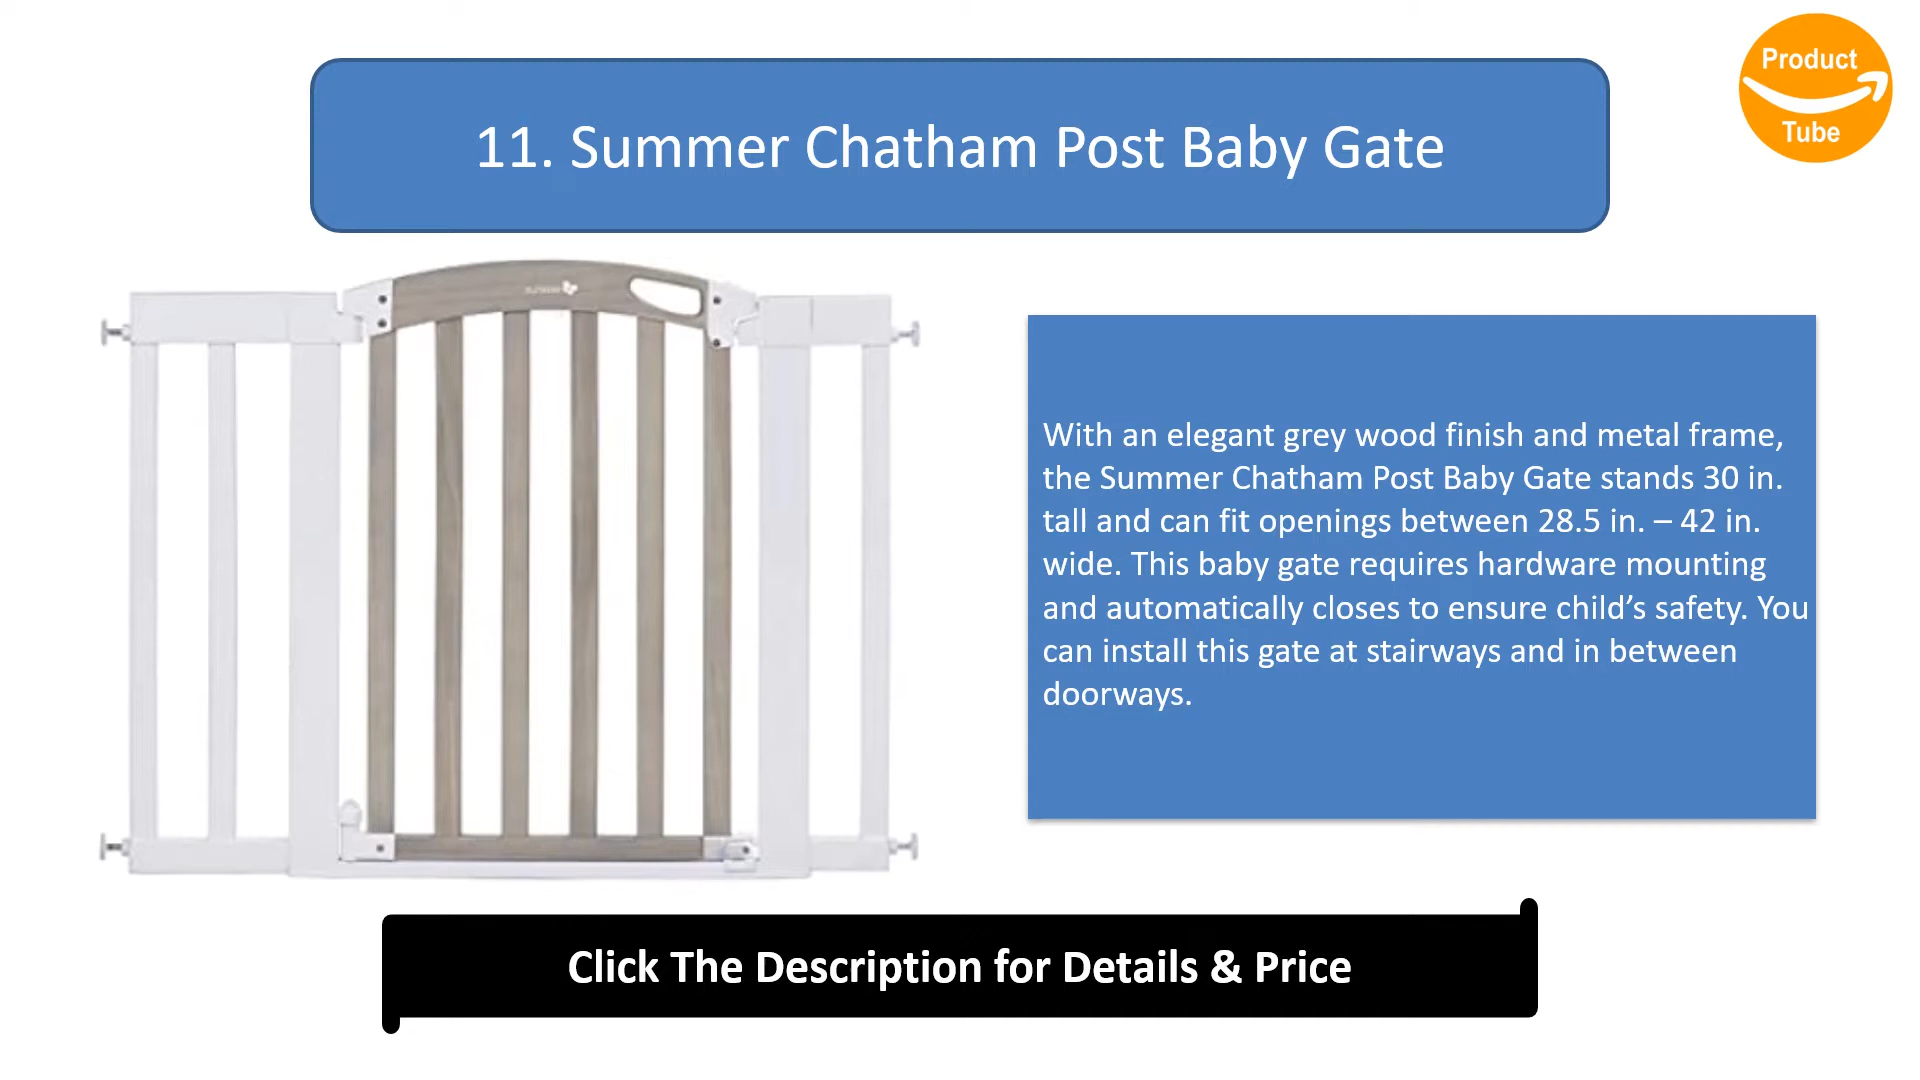 Product
Tube
11. Summer Chatham Post Baby Gate
With an elegant grey wood finish and metal frame,
the Summer Chatham Post Baby Gate stands 30 in.
tall and can fit openings between 28.5 in. – 42 in.
wide. This baby gate requires hardware mounting
and automatically closes to ensure child’s safety. You
can install this gate at stairways and in between
doorways.
Click The Description for Details & Price